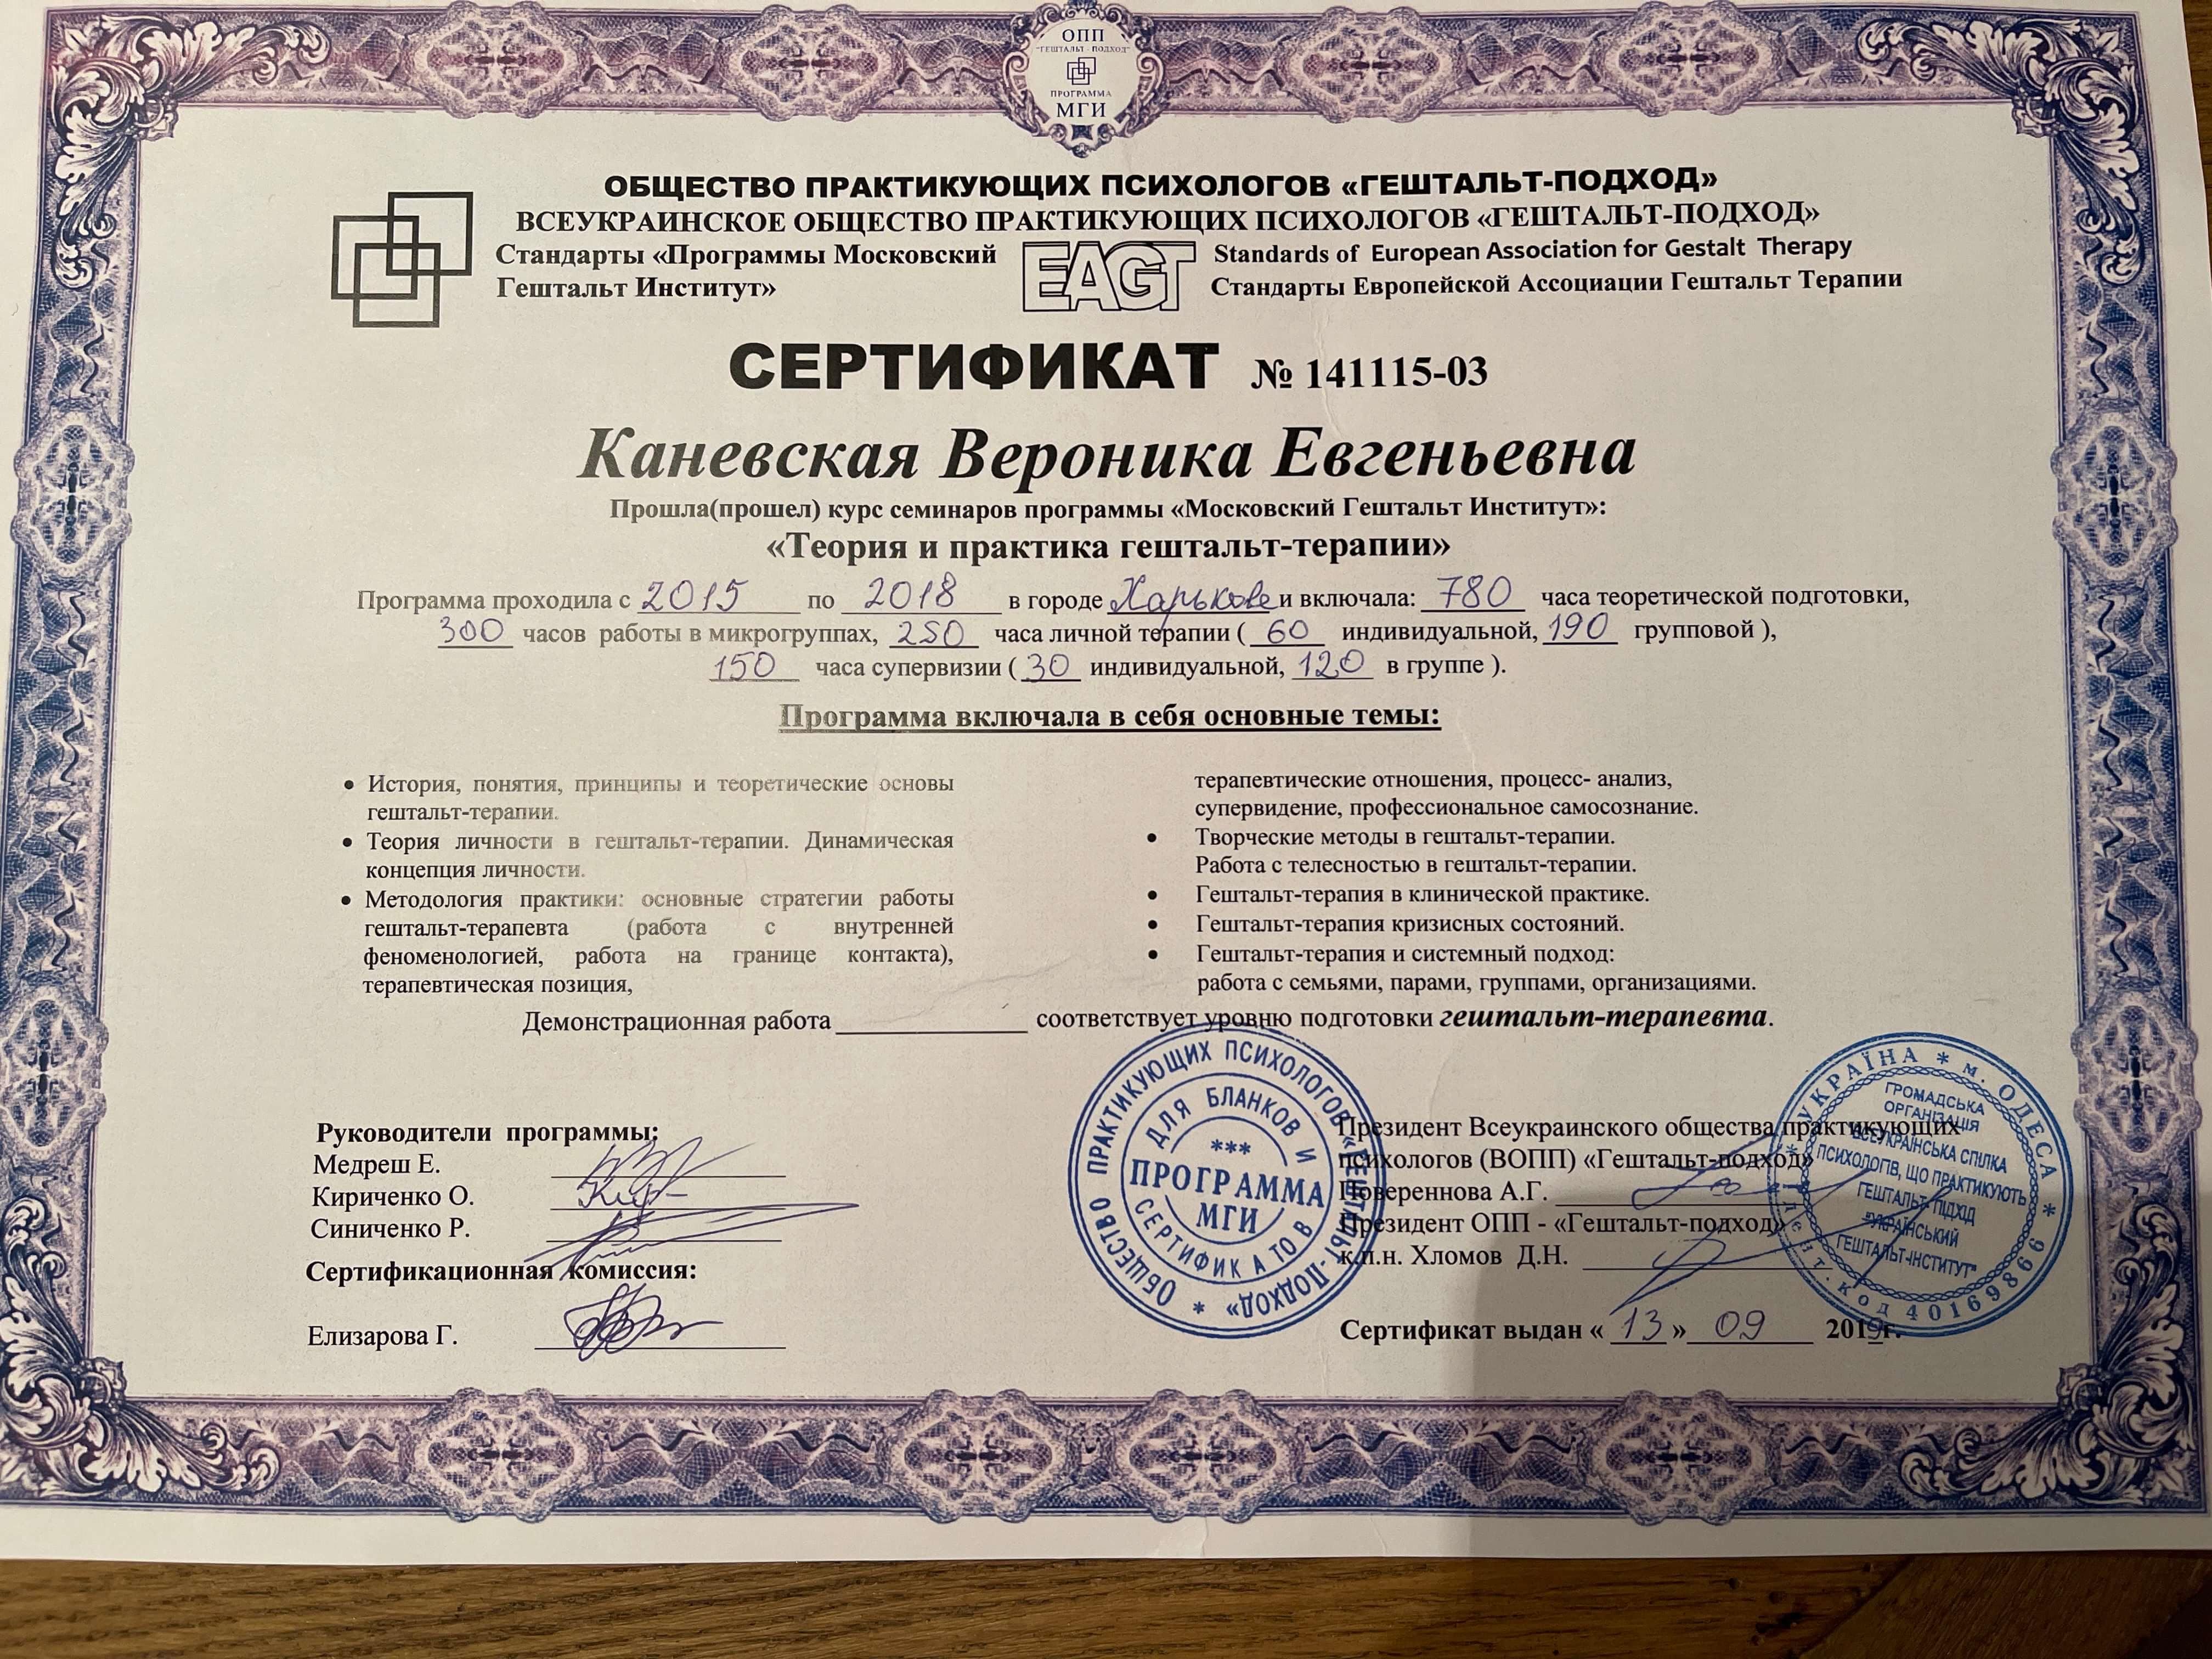 ОПП
"ГЕШТАЛЬТ - ПОДХОД"
ПРОГРАММА
МГИ
ОБЩЕСТВО ПРАКТИКУЮЩИХ ПСИХОЛОГОВ «ГЕШТАЛЬТ-ПОДХОД»
ВСЕУКРАИНСКОЕ ОБЩЕСТВО ПРАКТИКУЮЩИХ ПСИХОЛОГОВ «ГЕШТАЛЬТ-ПОДХОД»
Стандарты «Программы Московский
Гештальт Институт»
EAGT
Standards of European Association for Gestalt Therapy
Стандарты Европейской Ассоциации Гештальт Терапии
СЕРТИФИКАТ № 141115-03
Каневская Вероника Евгеньевна
Прошла(прошел) курс семинаров программы «Московский Гештальт Институт»:
«Теория и практика гештальт-терапии»
Программа проходила с 2015 по 2018 в городе Харькове и включала: 780 часа теоретической подготовки,
300 часов работы в микрогруппах, 250 часа личной терапии ( 60 индивидуальной, 190 групповой ),
150 часа супервизии ( 30 индивидуальной, 120 в группе ).
Программа включала в себя основные темы:
• История, понятия, принципы и теоретические основы
гештальт-терапии.
• Теория личности в гештальт-терапии. Динамическая
концепция личности.
• Методология практики: основные стратегии работы
гештальт-терапевта (работа с внутренней
феноменологией, работа на границе контакта),
терапевтическая позиция,
терапевтические отношения, процесс- анализ,
супервидение, профессиональное самосознание.
• Творческие методы в гештальт-терапии.
Работа с телесностью в гештальт-терапии.
• Гештальт-терапия в клинической практике.
• Гештальт-терапия кризисных состояний.
• Гештальт-терапия и системный подход:
работа с семьями, парами, группами, организациями.
Демонстрационная работа ____________ соответствует уровню подготовки гештальт-терапевта.
Руководители программы:
Медреш Е.
Кириченко О.
Синиченко Р.
Сертификационная комиссия:
Елизарова Г.
ОБЩЕСТВО ПРАКТИКУЮЩИХ ПСИХОЛОГОВ «ГЕШТАЛЬТ-ПОДХОД» *
ДЛЯ БЛАНКОВ И
***
ПРОГРАММА
МГИ
СЕРТИФИКАТОВ
Президент Всеукраинского общества практикующих
психологов (ВОПП) «Гештальт-подход»
Повереннова А.Г.
Президент ОПП - «Гештальт-подход»
к.п.н. Хломов Д.Н.
Сертификат выдан « 13 » 09 2019г.
* УКРАЇНА * м. ОДЕСА *
Ідент. код 40169866
ГРОМАДСЬКА
ОРГАНІЗАЦІЯ
ВСЕУКРАЇНСЬКА СПІЛКА
ПСИХОЛОГІВ, ЩО ПРАКТИКУЮТЬ
ГЕШТАЛЬТ-ПІДХІД
"УКРАЇНСЬКИЙ
ГЕШТАЛЬТ-ІНСТИТУТ"